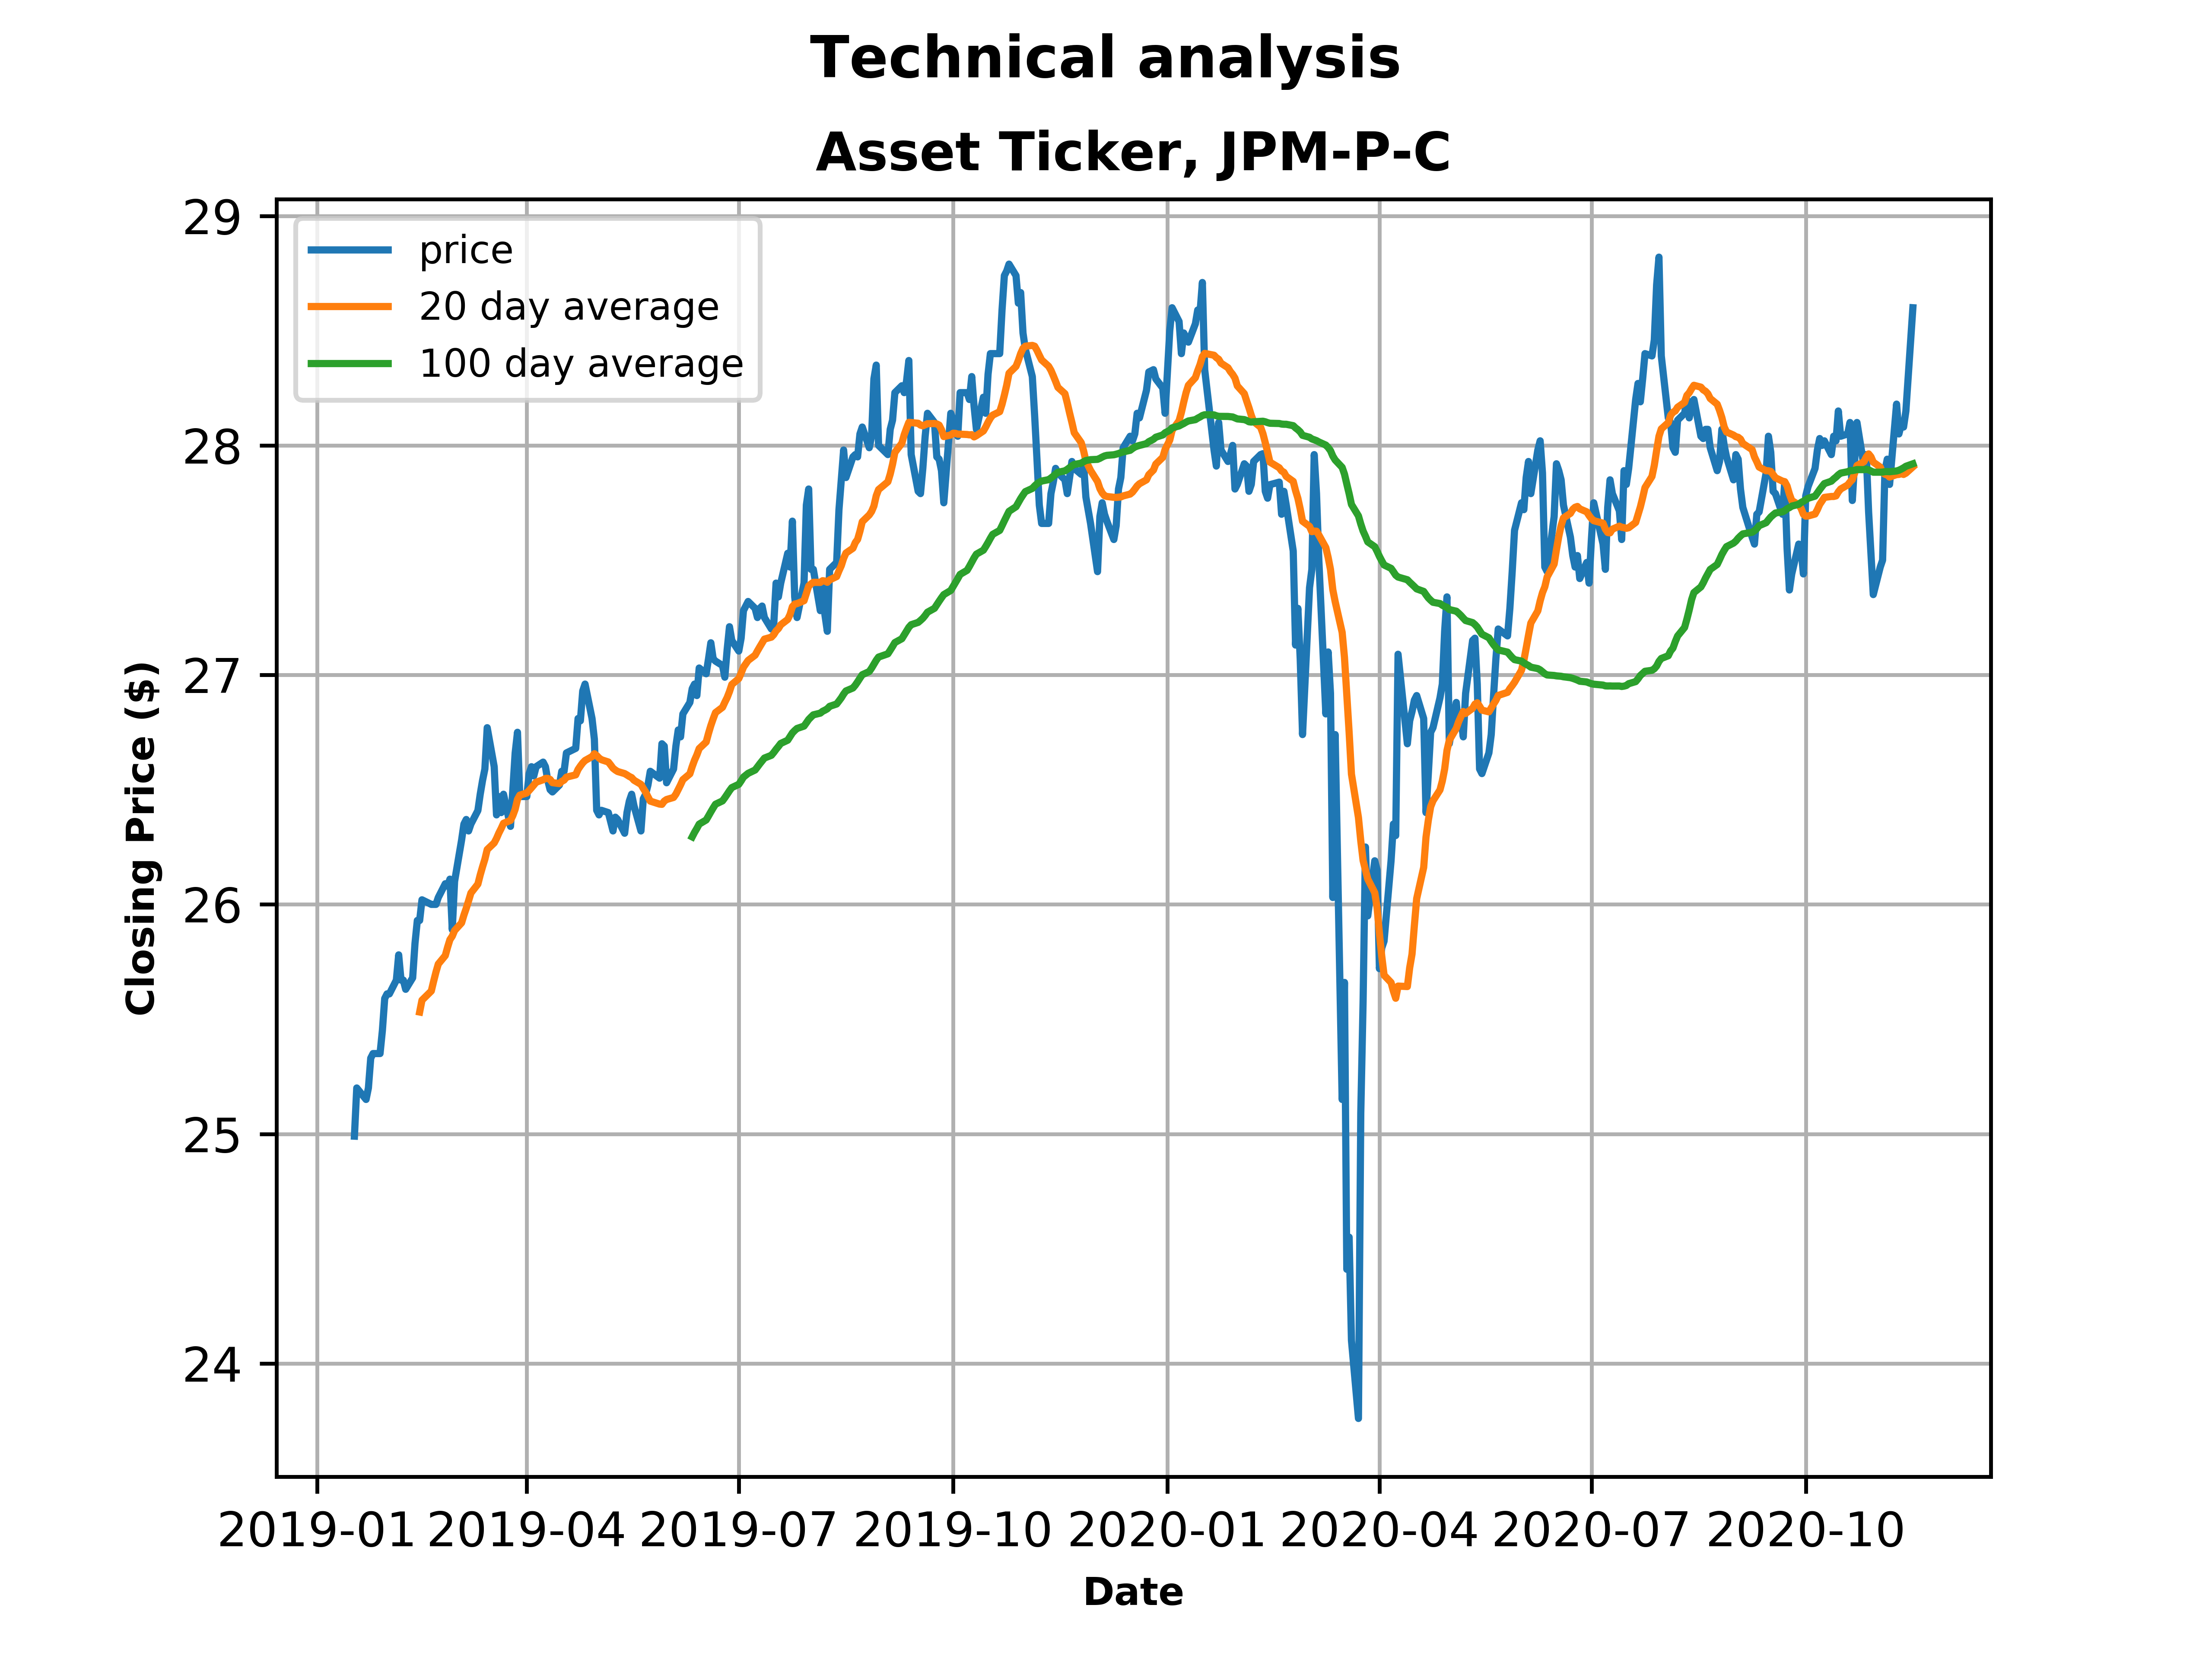 Technical analysis
Asset Ticker, JPM-P-C
29
28
27
26
25
24
Closing Price ($)
price
20 day average
100 day average
2019-01 2019-04 2019-07 2019-10 2020-01 2020-04 2020-07 2020-10
Date